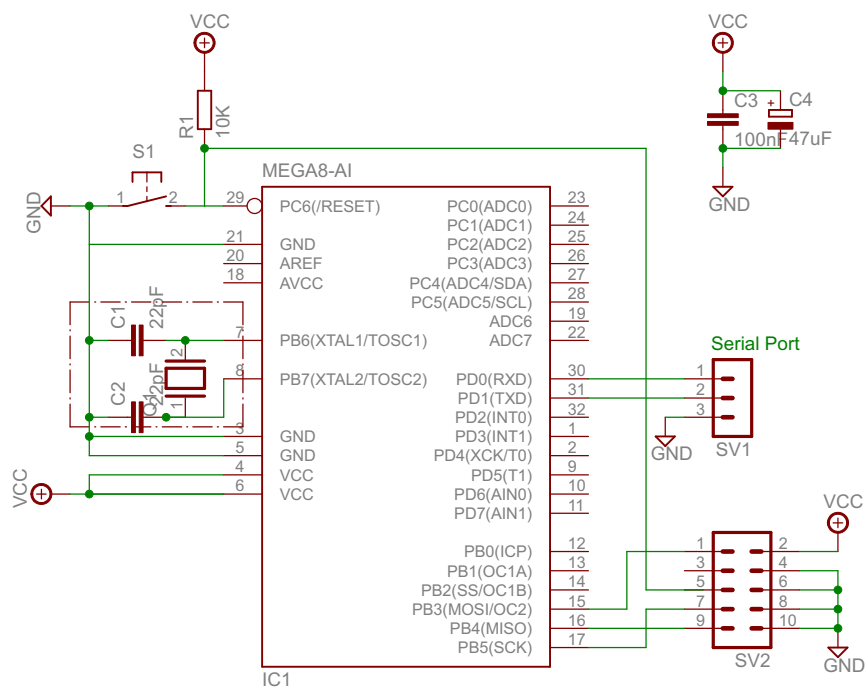 VCC
VCC
R1
10K
C3
+
C4
100nF
47uF
GND
S1
1
2
GND
MEGA8-AI
29
PC6(/RESET)
21
GND
20
AREF
18
AVCC
C1
22pF
7
PB6(XTAL1/TOSC1)
2
8
PB7(XTAL2/TOSC2)
C2
22pF
Q1
1
3
GND
5
GND
4
VCC
6
VCC
VCC
PC0(ADC0)
23
PC1(ADC1)
24
PC2(ADC2)
25
PC3(ADC3)
26
PC4(ADC4/SDA)
27
PC5(ADC5/SCL)
28
ADC6
19
ADC7
22
PD0(RXD)
30
PD1(TXD)
31
PD2(INT0)
32
PD3(INT1)
1
PD4(XCK/T0)
2
PD5(T1)
9
PD6(AIN0)
10
PD7(AIN1)
11
PB0(ICP)
12
PB1(OC1A)
13
PB2(SS/OC1B)
14
PB3(MOSI/OC2)
15
PB4(MISO)
16
PB5(SCK)
17
IC1
Serial Port
1
2
3
GND
SV1
VCC
1
2
3
4
5
6
7
8
9
10
SV2
GND